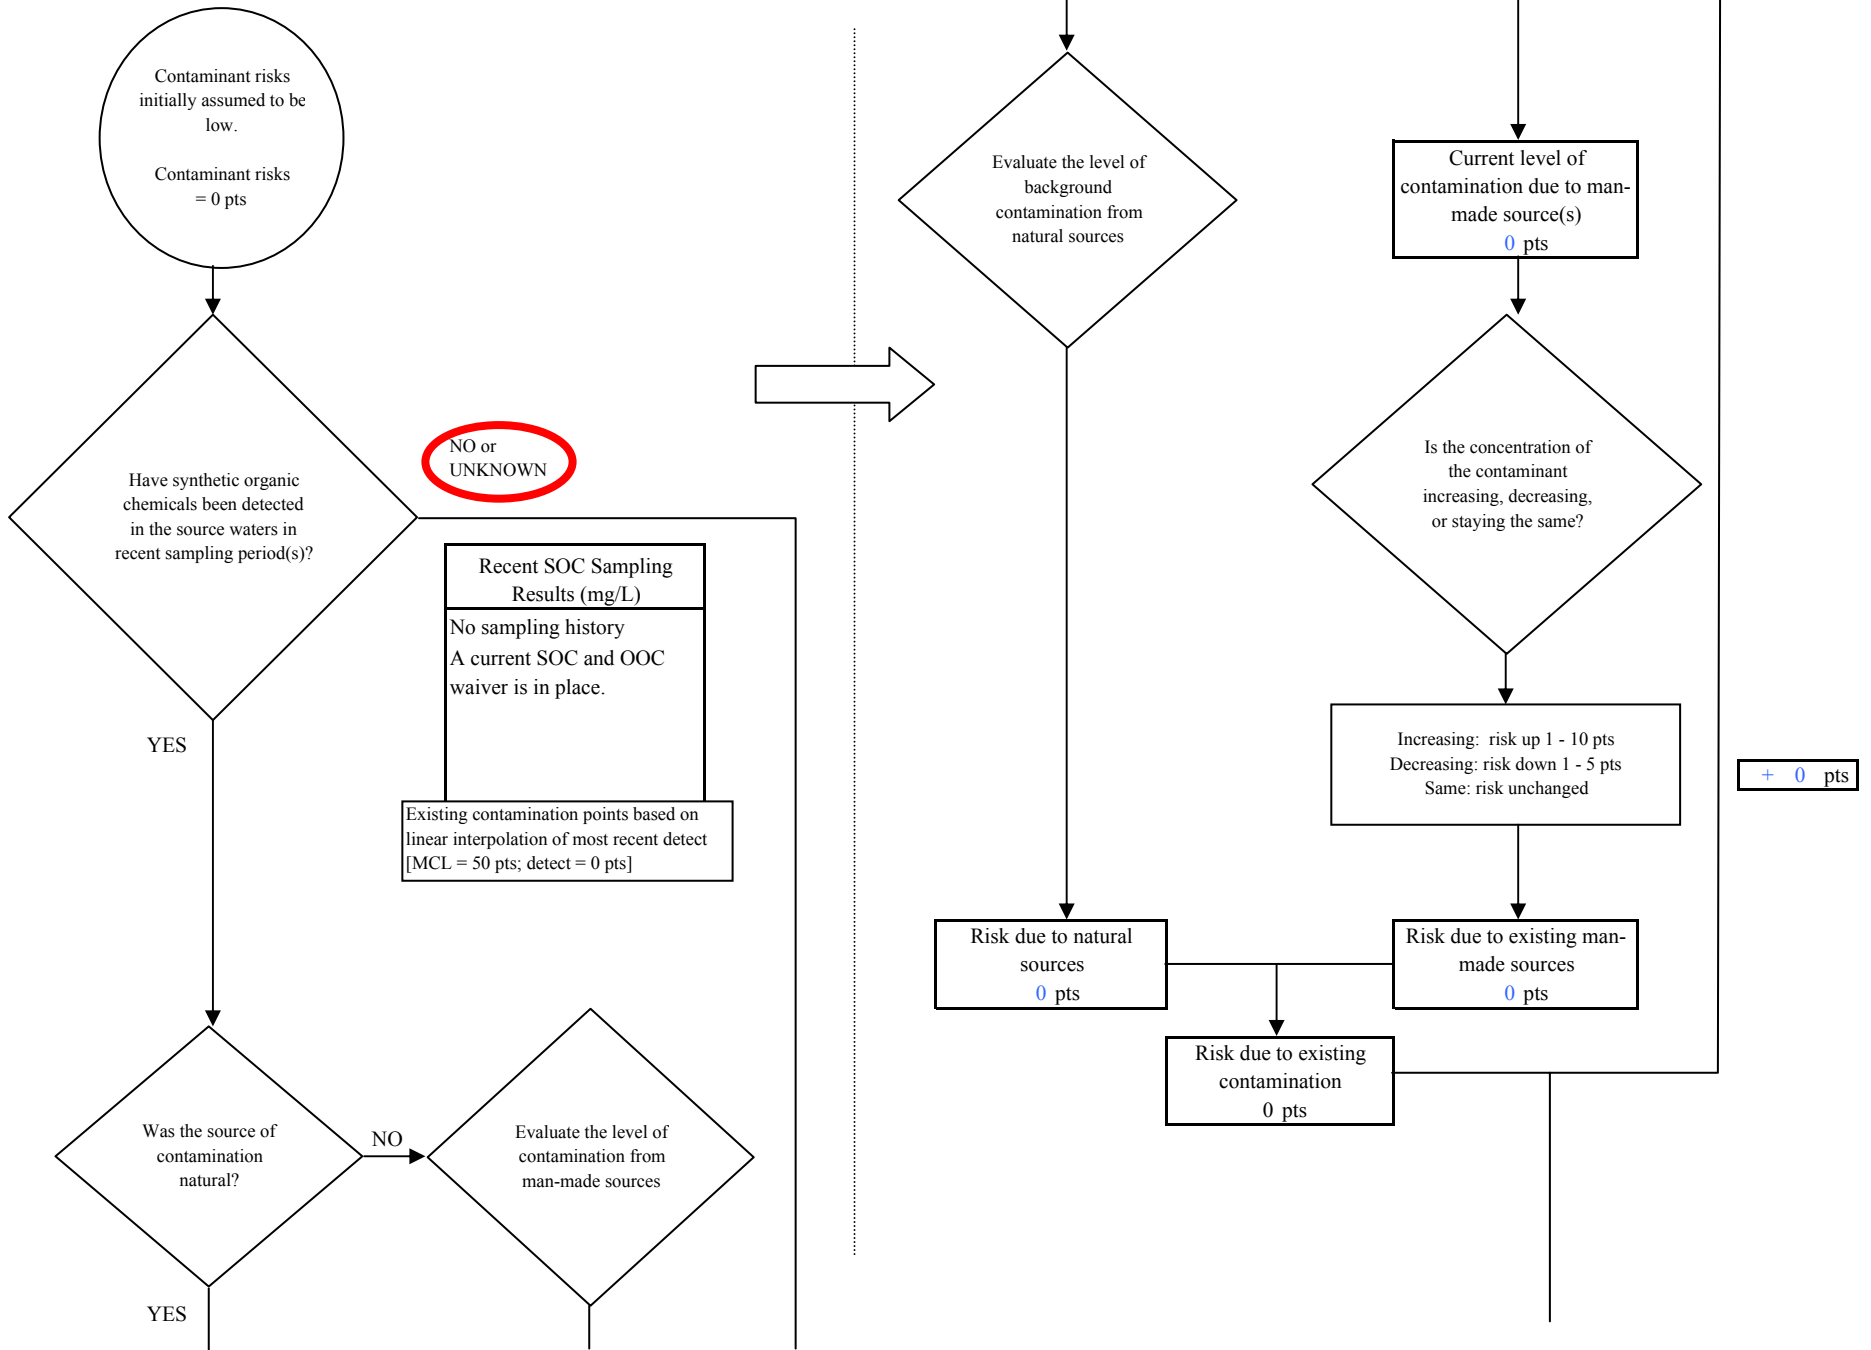 Contaminant risks
initially assumed to be
low.
Contaminant risks
= 0 pts
Have synthetic organic
chemicals been detected
in the source waters in
recent sampling period(s)?
NO or
UNKNOWN
Recent SOC Sampling
Results (mg/L)
No sampling history
A current SOC and OOC
waiver is in place.
YES
Existing contamination points based on
linear interpolation of most recent detect
[MCL = 50 pts; detect = 0 pts]
Was the source of
contamination
natural?
NO
Evaluate the level of
contamination from
man-made sources
YES
Evaluate the level of
background
contamination from
natural sources
Current level of
contamination due to man-
made source(s)
0 pts
Is the concentration of
the contaminant
increasing, decreasing,
or staying the same?
Increasing: risk up 1 - 10 pts
Decreasing: risk down 1 - 5 pts
Same: risk unchanged
+ 0 pts
Risk due to natural
sources
0 pts
Risk due to existing man-
made sources
0 pts
Risk due to existing
contamination
0 pts